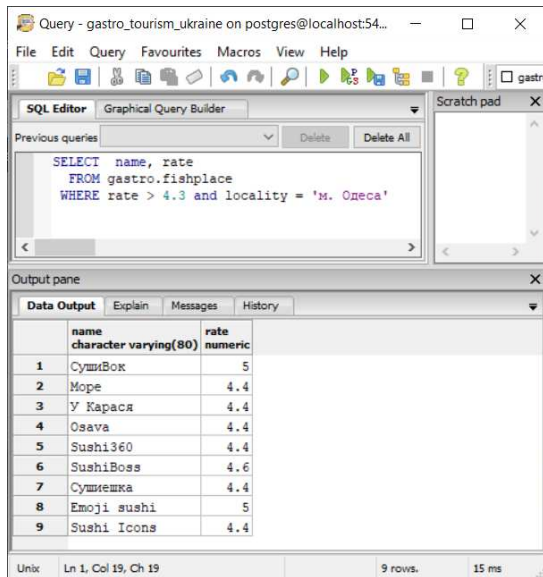 Query - gastro_tourism_ukraine on postgres@localhost:54...
File Edit Query Favourites Macros View Help
gastr
SQL Editor Graphical Query Builder
Scratch pad
Previous queries Delete Delete All
SELECT name, rate
FROM gastro.fishplace
WHERE rate > 4.3 and locality = 'м. Одеса'
Output pane
Data Output Explain Messages History
name rate
character varying(80) numeric
1 СушиВок 5
2 Море 4.4
3 У Карася 4.4
4 Osava 4.4
5 Sushi360 4.4
6 SushiBoss 4.6
7 Сушиешка 4.4
8 Emoji sushi 5
9 Sushi Icons 4.4
Unix Ln 1, Col 19, Ch 19 9 rows. 15 ms